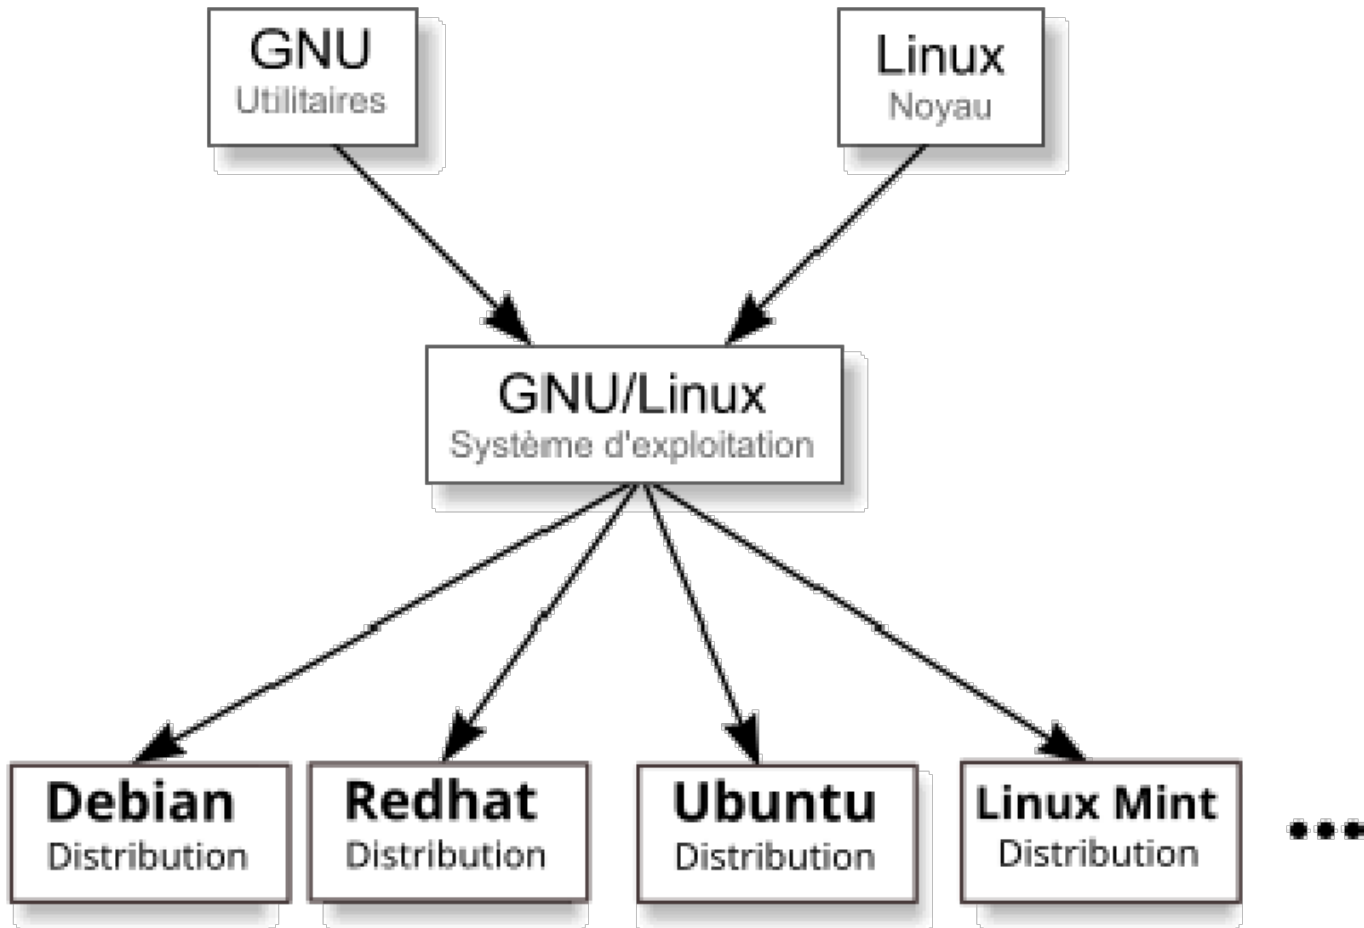 GNU
Utilitaires
Linux
Noyau
GNU/Linux
Système d'exploitation
Debian
Distribution
Redhat
Distribution
Ubuntu
Distribution
Linux Mint
Distribution
...